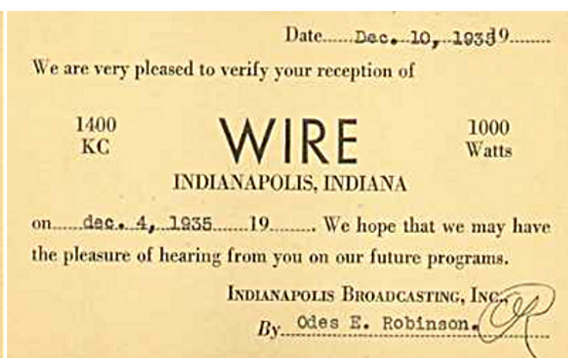 Date......Dec. 10, 193519........
We are very pleased to verify your reception of
1400 KC WIRE 1000 Watts
INDIANAPOLIS, INDIANA
on......dec. 4, 1935......19......... We hope that we may have
the pleasure of hearing from you on our future programs.
INDIANAPOLIS BROADCASTING, INC.,
By Odes E. Robinson.